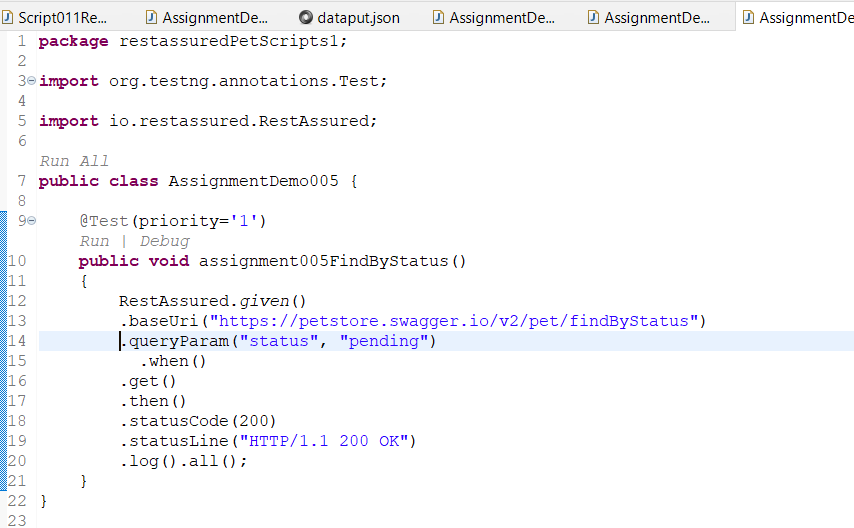 Script011Re... AssignmentDe... dataput.json AssignmentDe... AssignmentDe... AssignmentDe
1 package restassuredPetScripts1;
2
3 import org.testng.annotations.Test;
4
5 import io.restassured.RestAssured;
6
Run All
7 public class AssignmentDemo005 {
8
9 @Test(priority='1')
Run | Debug
10 public void assignment005FindByStatus()
11 {
12 RestAssured.given()
13 .baseUri("https://petstore.swagger.io/v2/pet/findByStatus")
14 .queryParam("status", "pending")
15 .when()
16 .get()
17 .then()
18 .statusCode(200)
19 .statusLine("HTTP/1.1 200 OK")
20 .log().all();
21 }
22 }
23